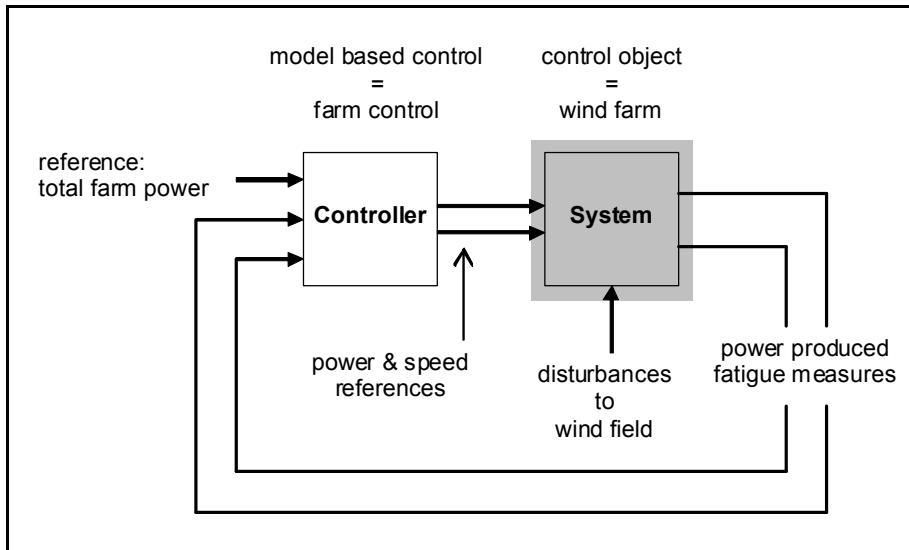 model based control
=
farm control
control object
=
wind farm
reference:
total farm power
Controller
System
power & speed
references
disturbances
to
wind field
power produced
fatigue measures